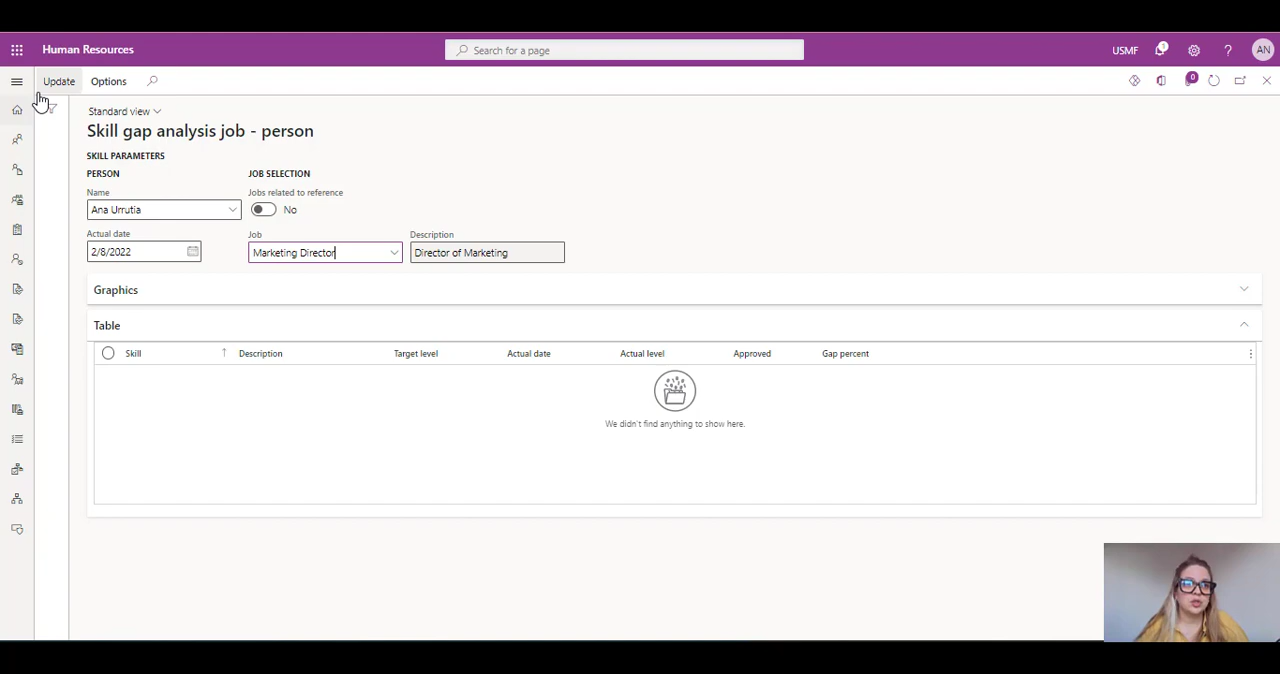 Human Resources
Search for a page
USMF
1
?
AN
Update
Options
0
Standard view
Skill gap analysis job - person
SKILL PARAMETERS
PERSON
JOB SELECTION
Name
Jobs related to reference
Ana Urrutia
No
Actual date
Job
Description
2/8/2022
Marketing Director
Director of Marketing
Graphics
Table
Skill
Description
Target level
Actual date
Actual level
Approved
Gap percent
We didn't find anything to show here.